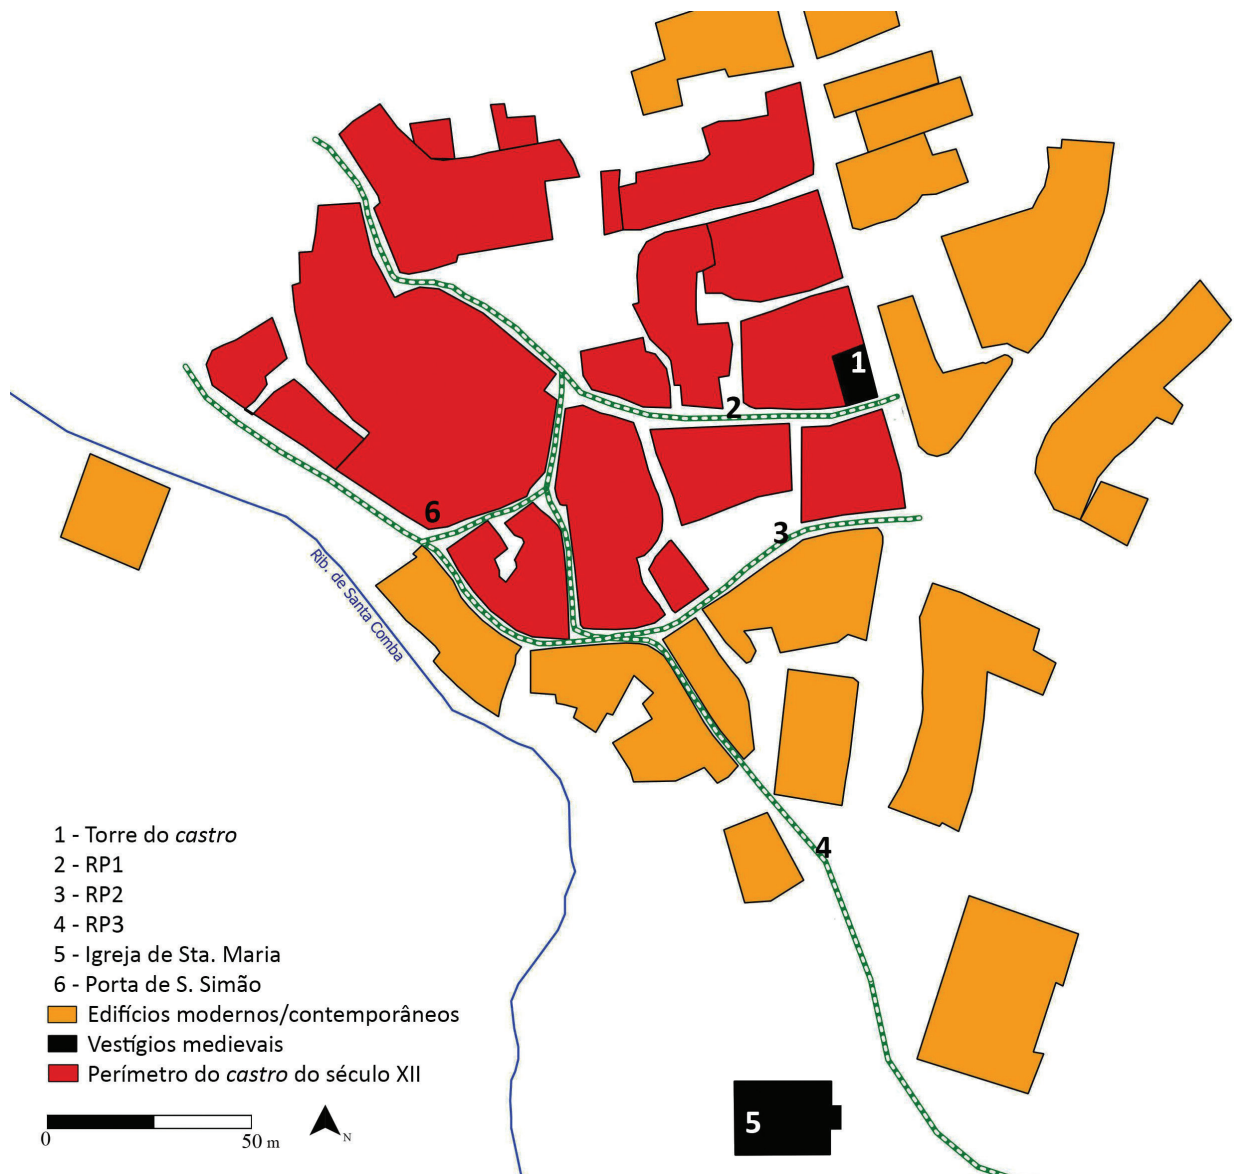 1
2
6
3
Rib. de Santa Comba
4
1 - Torre do castro
2 - RP1
3 - RP2
4 - RP3
5 - Igreja de Sta. Maria
6 - Porta de S. Simão
Edifícios modernos/contemporâneos
Vestígios medievais
Perímetro do castro do século XII
0 50 m
N
5